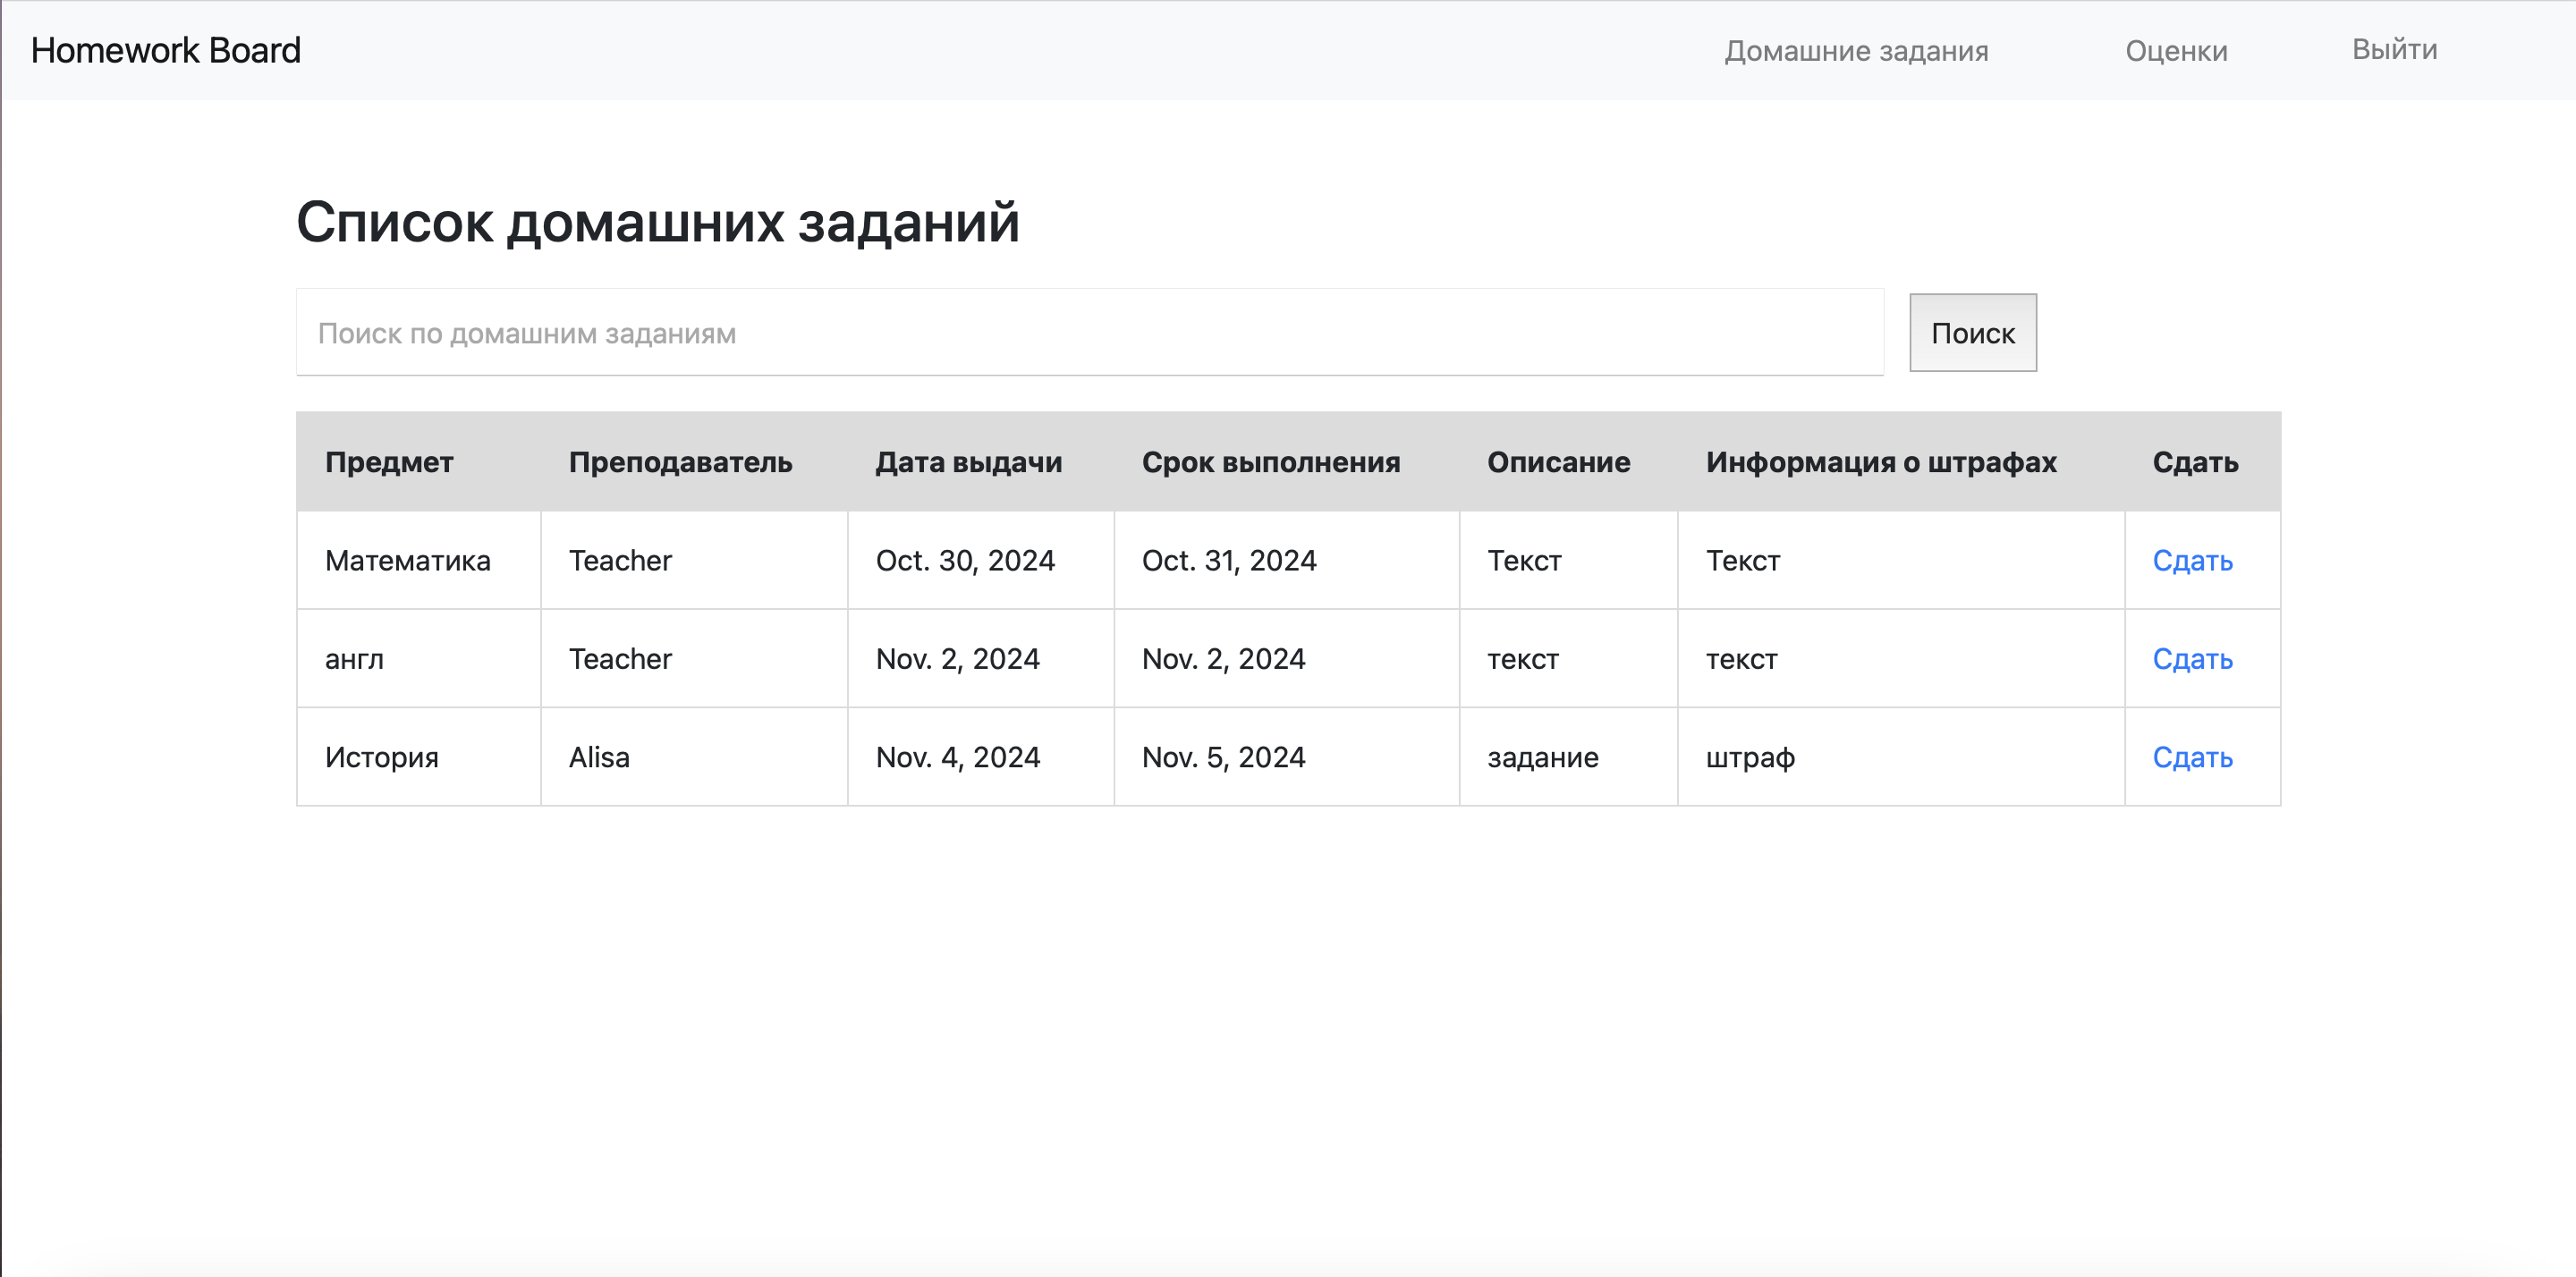 Homework Board Домашние задания Оценки Выйти
Список домашних заданий
Поиск по домашним заданиям Поиск
Предмет Преподаватель Дата выдачи Срок выполнения Описание Информация о штрафах Сдать
Математика Teacher Oct. 30, 2024 Oct. 31, 2024 Текст Текст Сдать
англ Teacher Nov. 2, 2024 Nov. 2, 2024 текст текст Сдать
История Alisa Nov. 4, 2024 Nov. 5, 2024 задание штраф Сдать